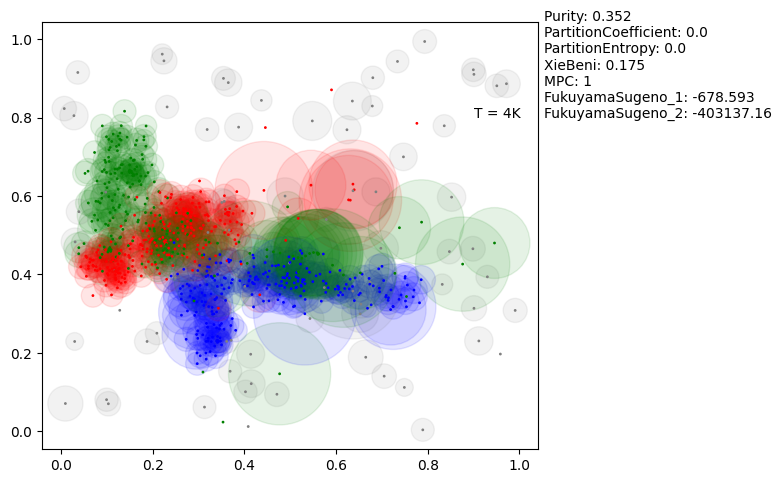 Purity: 0.352
PartitionCoefficient: 0.0
PartitionEntropy: 0.0
XieBeni: 0.175
MPC: 1
FukuyamaSugeno_1: -678.593
FukuyamaSugeno_2: -403137.16
T = 4K
1.0
0.8
0.6
0.4
0.2
0.0
0.0 0.2 0.4 0.6 0.8 1.0